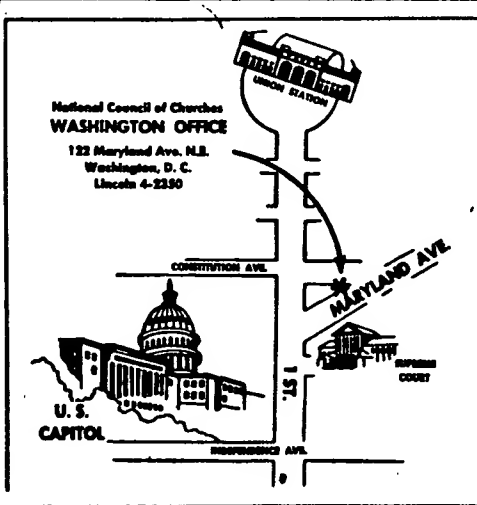 UNION STATION
National Council of Churches
WASHINGTON OFFICE
122 Maryland Ave. N.E.
Washington, D. C.
Lincoln 4-2350
CONSTITUTION AVE.
MARYLAND AVE.
SUPREME
COURT
1 ST.
U. S.
CAPITOL
INDEPENDENCE AVE.